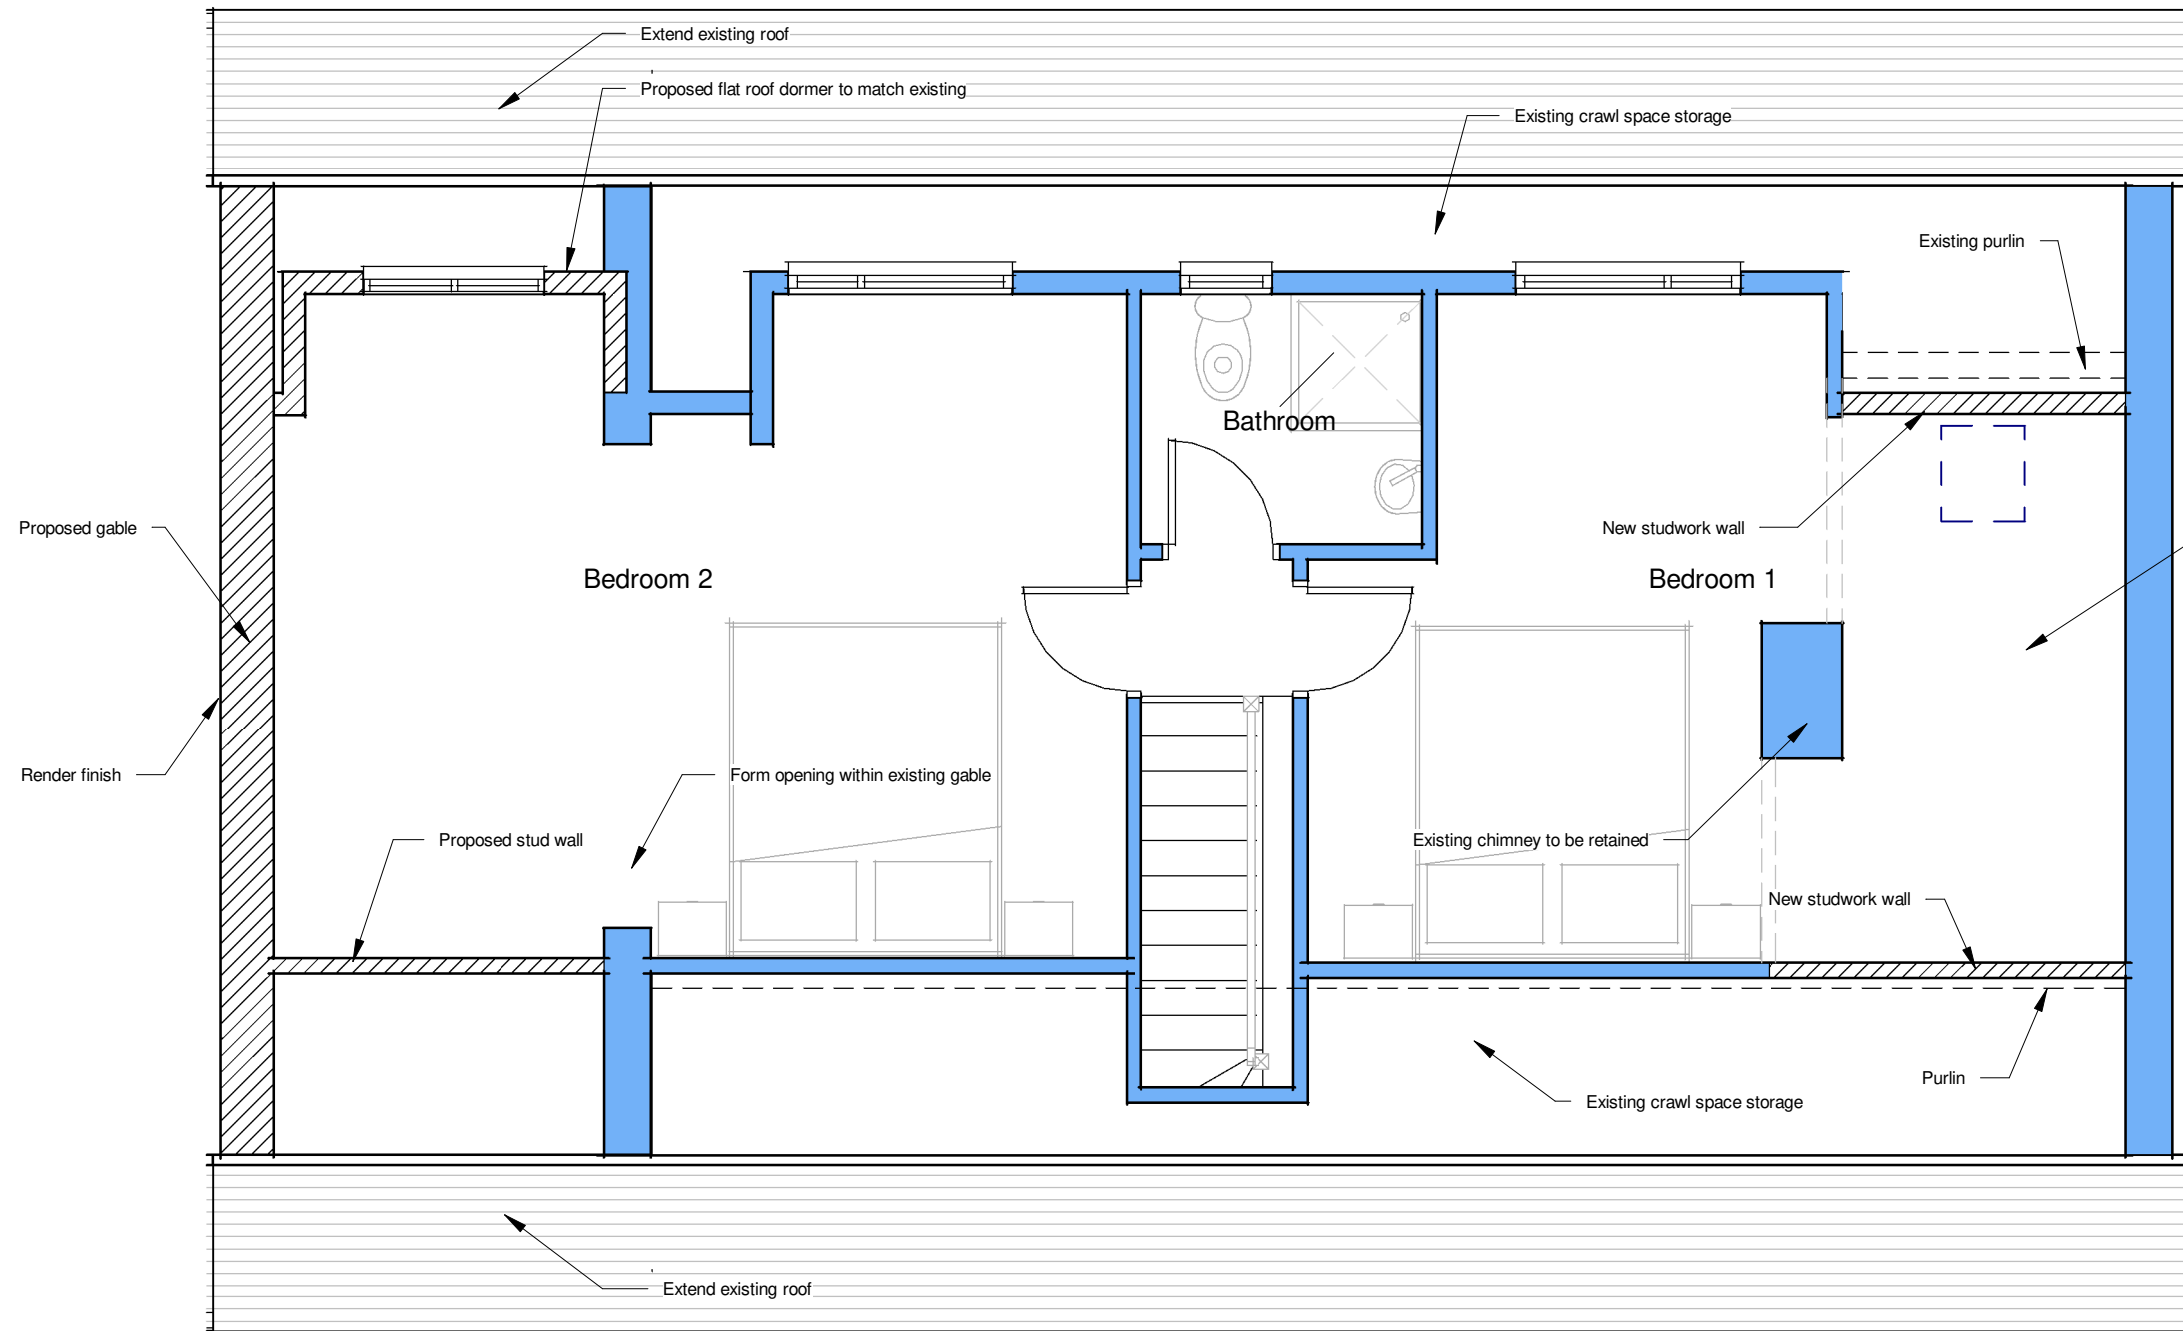 Extend existing roof
Proposed flat roof dormer to match existing
Existing crawl space storage
Existing purlin
Bathroom
Proposed gable
New studwork wall
Bedroom 2
Bedroom 1
Render finish
Form opening within existing gable
Proposed stud wall
Existing chimney to be retained
New studwork wall
Purlin
Existing crawl space storage
Extend existing roof